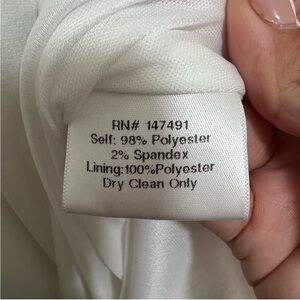 RN# 147491
Self: 98% Polyester
2% Spandex
Lining:100%Polyester
Dry Clean Only